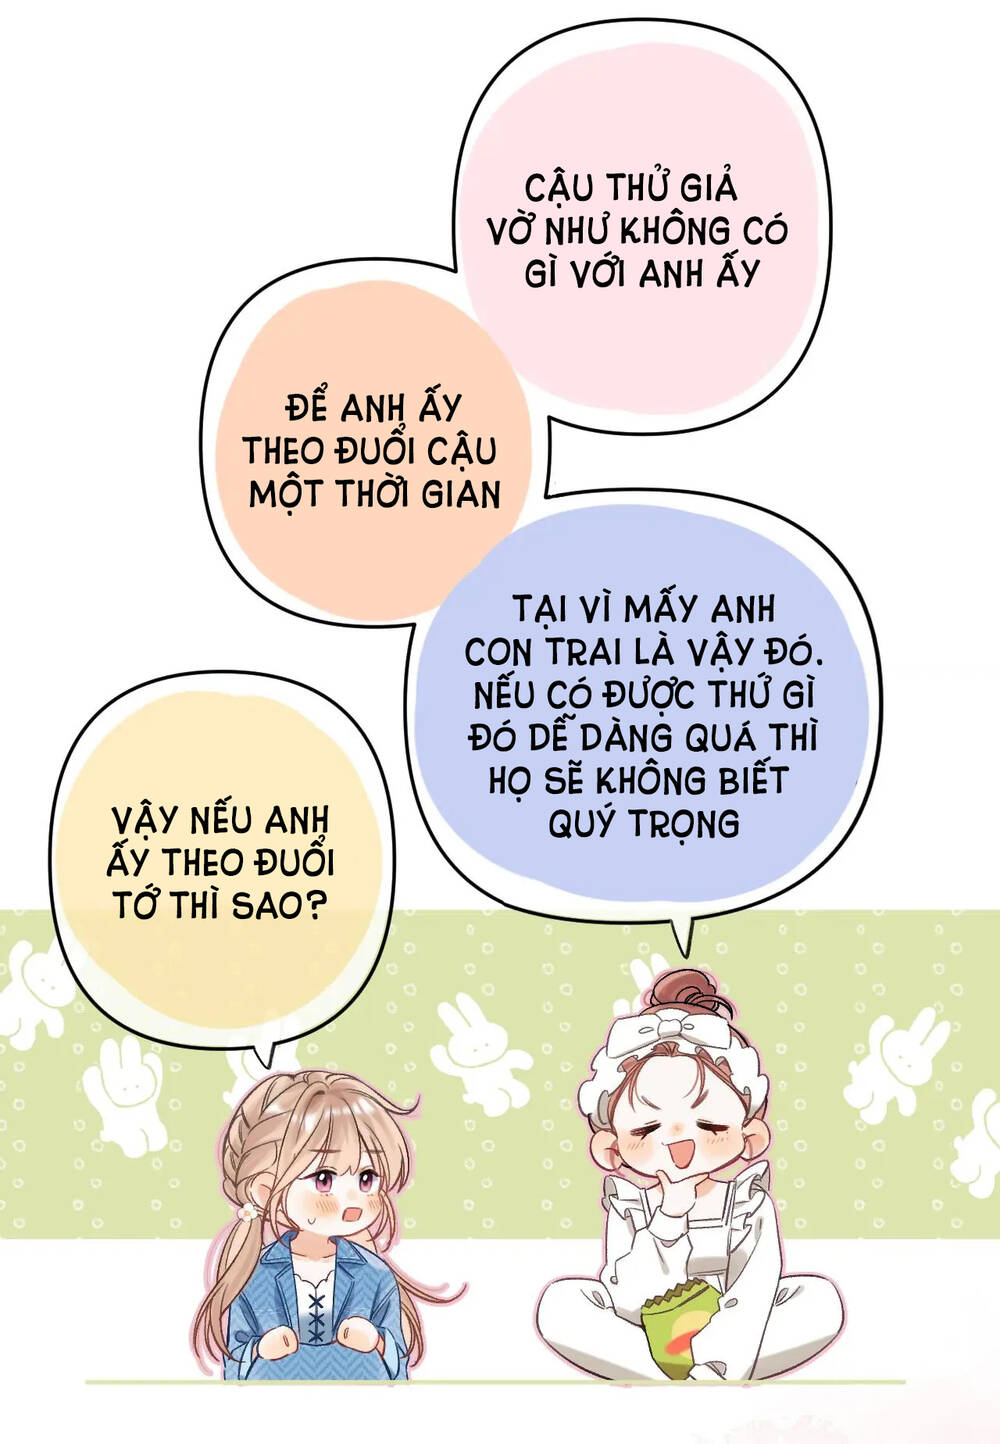 CẬU THỬ GIẢ
VỜ NHƯ KHÔNG CÓ
GÌ VỚI ANH ẤY
ĐỂ ANH ẤY
THEO ĐUỔI CẬU
MỘT THỜI GIAN
TẠI VÌ MẤY ANH
CON TRAI LÀ VẬY ĐÓ.
NẾU CÓ ĐƯỢC THỨ GÌ
ĐÓ DỄ DÀNG QUÁ THÌ
HỌ SẼ KHÔNG BIẾT
QUÝ TRỌNG
VẬY NẾU ANH
ẤY THEO ĐUỔI
TỚ THÌ SAO?